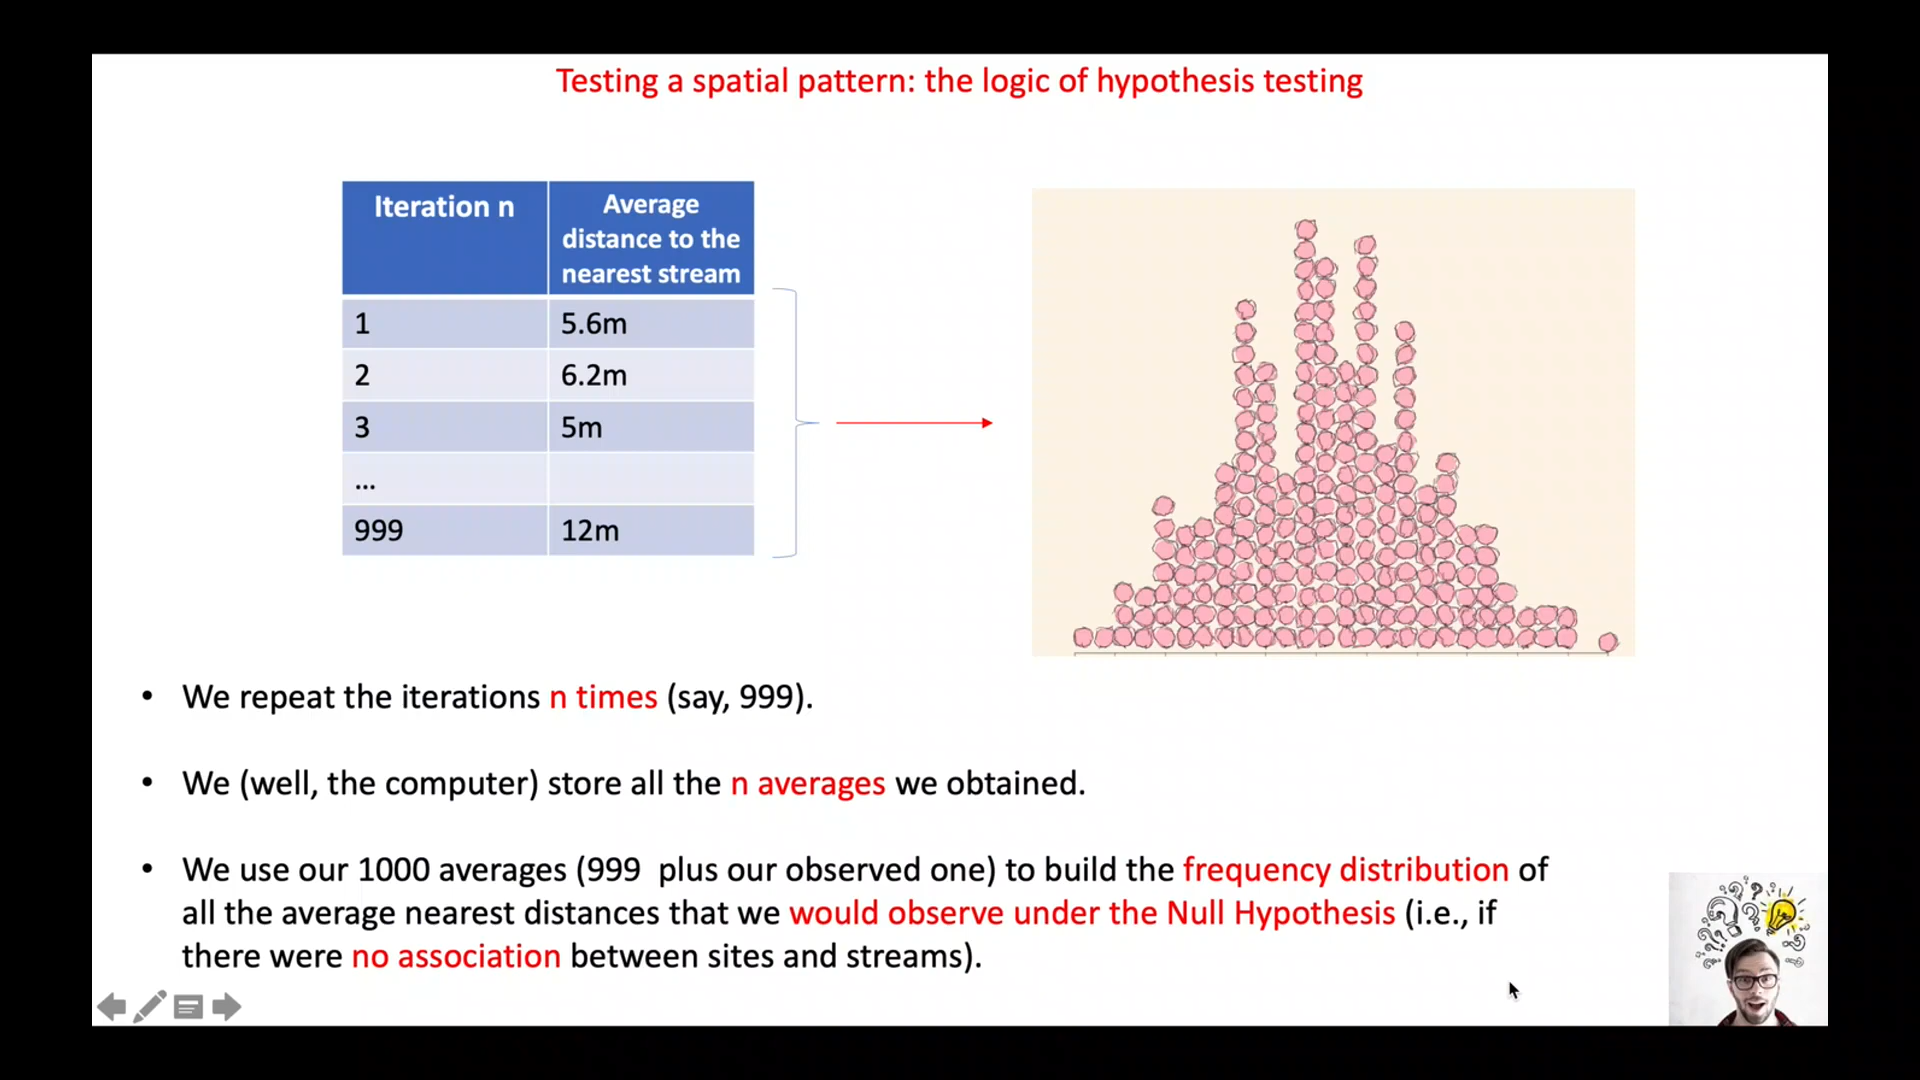 Testing a spatial pattern: the logic of hypothesis testing
Iteration n
Average
distance to the
nearest stream
1
5.6m
2
6.2m
3
5m
...
999
12m
• We repeat the iterations n times (say, 999).
• We (well, the computer) store all the n averages we obtained.
• We use our 1000 averages (999  plus our observed one) to build the frequency distribution of
all the average nearest distances that we would observe under the Null Hypothesis (i.e., if
there were no association between sites and streams).